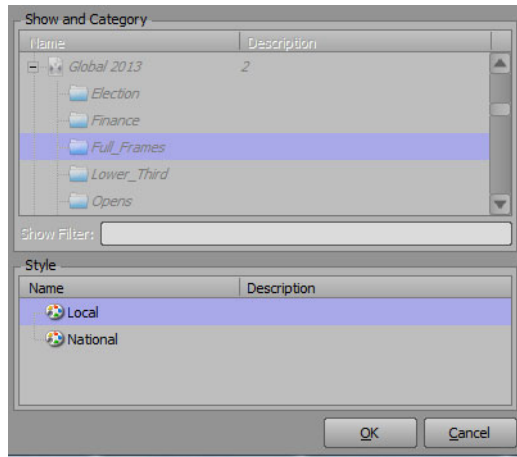 Show and Category
Name Description
Global 2013 2
Election
Finance
Full_Frames
Lower_Third
Opens
Show Filter:
Style
Name Description
Local
National
OK Cancel